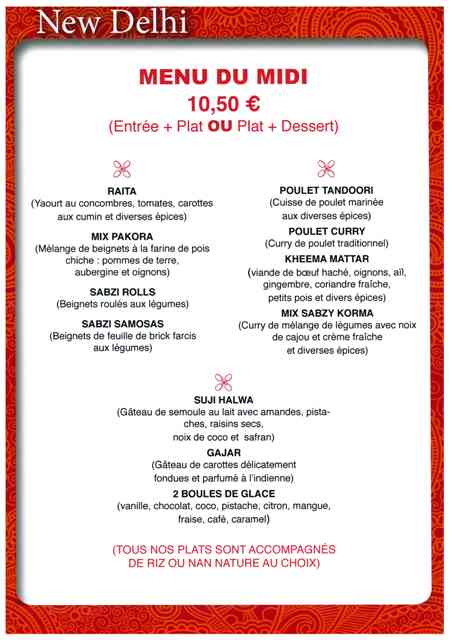 New Delhi
MENU DU MIDI
10,50 €
(Entrée + Plat OU Plat + Dessert)
RAITA
(Yaourt au concombres, tomates, carottes
aux cumin et diverses épices)
MIX PAKORA
(Mélange de beignets à la farine de pois
chiche : pommes de terre,
aubergine et oignons)
SABZI ROLLS
(Beignets roulés aux légumes)
SABZI SAMOSAS
(Beignets de feuille de brick farcis
aux légumes)
POULET TANDOORI
(Cuisse de poulet marinée
aux diverses épices)
POULET CURRY
(Curry de poulet traditionnel)
KHEEMA MATTAR
(viande de bœuf haché, oignons, aïl,
gingembre, coriandre fraîche,
petits pois et divers épices)
MIX SABZY KORMA
(Curry de mélange de légumes avec noix
de cajou et crème fraîche
et diverses épices)
SUJI HALWA
(Gâteau de semoule au lait avec amandes, pista-
ches, raisins secs,
noix de coco et safran)
GAJAR
(Gâteau de carottes délicatement
fondues et parfumé à l'indienne)
2 BOULES DE GLACE
(vanille, chocolat, coco, pistache, citron, mangue,
fraise, café, caramel)
(TOUS NOS PLATS SONT ACCOMPAGNÉS
DE RIZ OU NAN NATURE AU CHOIX)